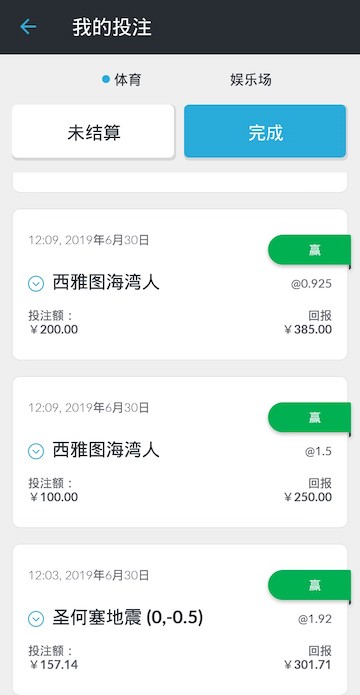 我的投注
体育 娱乐场
未结算 完成
12:09, 2019年6月30日
赢
西雅图海湾人 @0.925
投注额： 回报
￥200.00 ￥385.00
12:09, 2019年6月30日
赢
西雅图海湾人 @1.5
投注额： 回报
￥100.00 ￥250.00
12:03, 2019年6月30日
赢
圣何塞地震 (0,-0.5) @1.92
投注额： 回报
￥157.14 ￥301.71